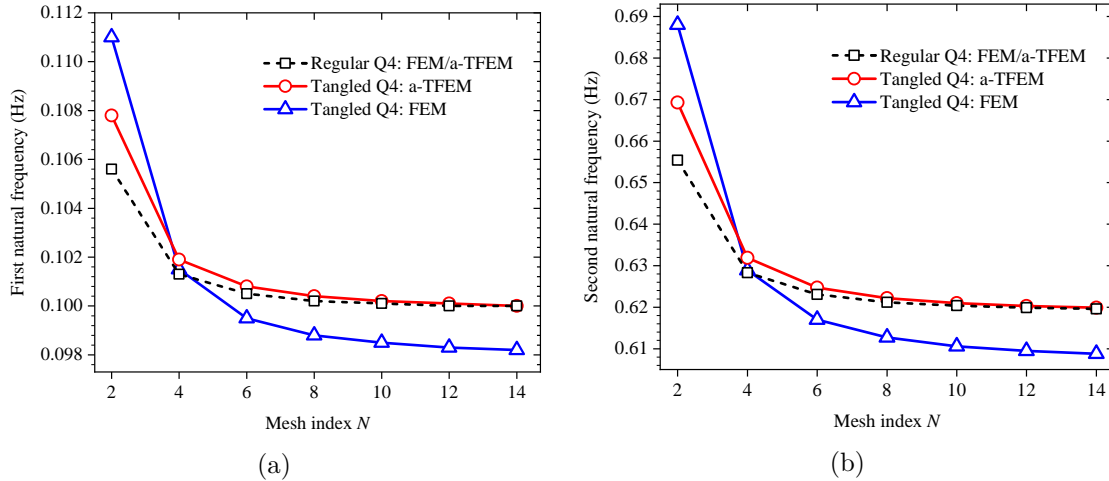 0.112
0.110
0.108
0.106
0.104
0.102
0.100
0.098
First natural frequency (Hz)
Regular Q4: FEM/a-TFEM
Tangled Q4: a-TFEM
Tangled Q4: FEM
2 4 6 8 10 12 14
Mesh index N
(a)
0.69
0.68
0.67
0.66
0.65
0.64
0.63
0.62
0.61
Second natural frequency (Hz)
Regular Q4: FEM/a-TFEM
Tangled Q4: a-TFEM
Tangled Q4: FEM
2 4 6 8 10 12 14
Mesh index N
(b)